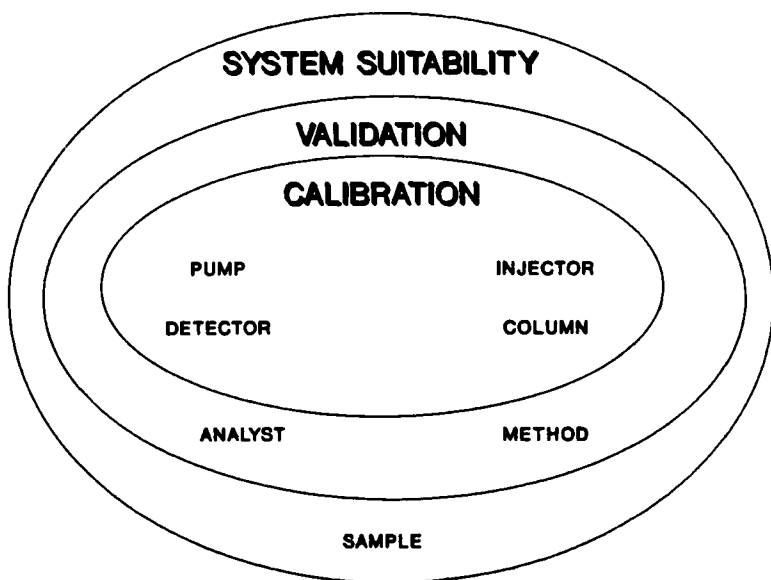 SYSTEM SUITABILITY
VALIDATION
CALIBRATION
PUMP INJECTOR
DETECTOR COLUMN
ANALYST METHOD
SAMPLE